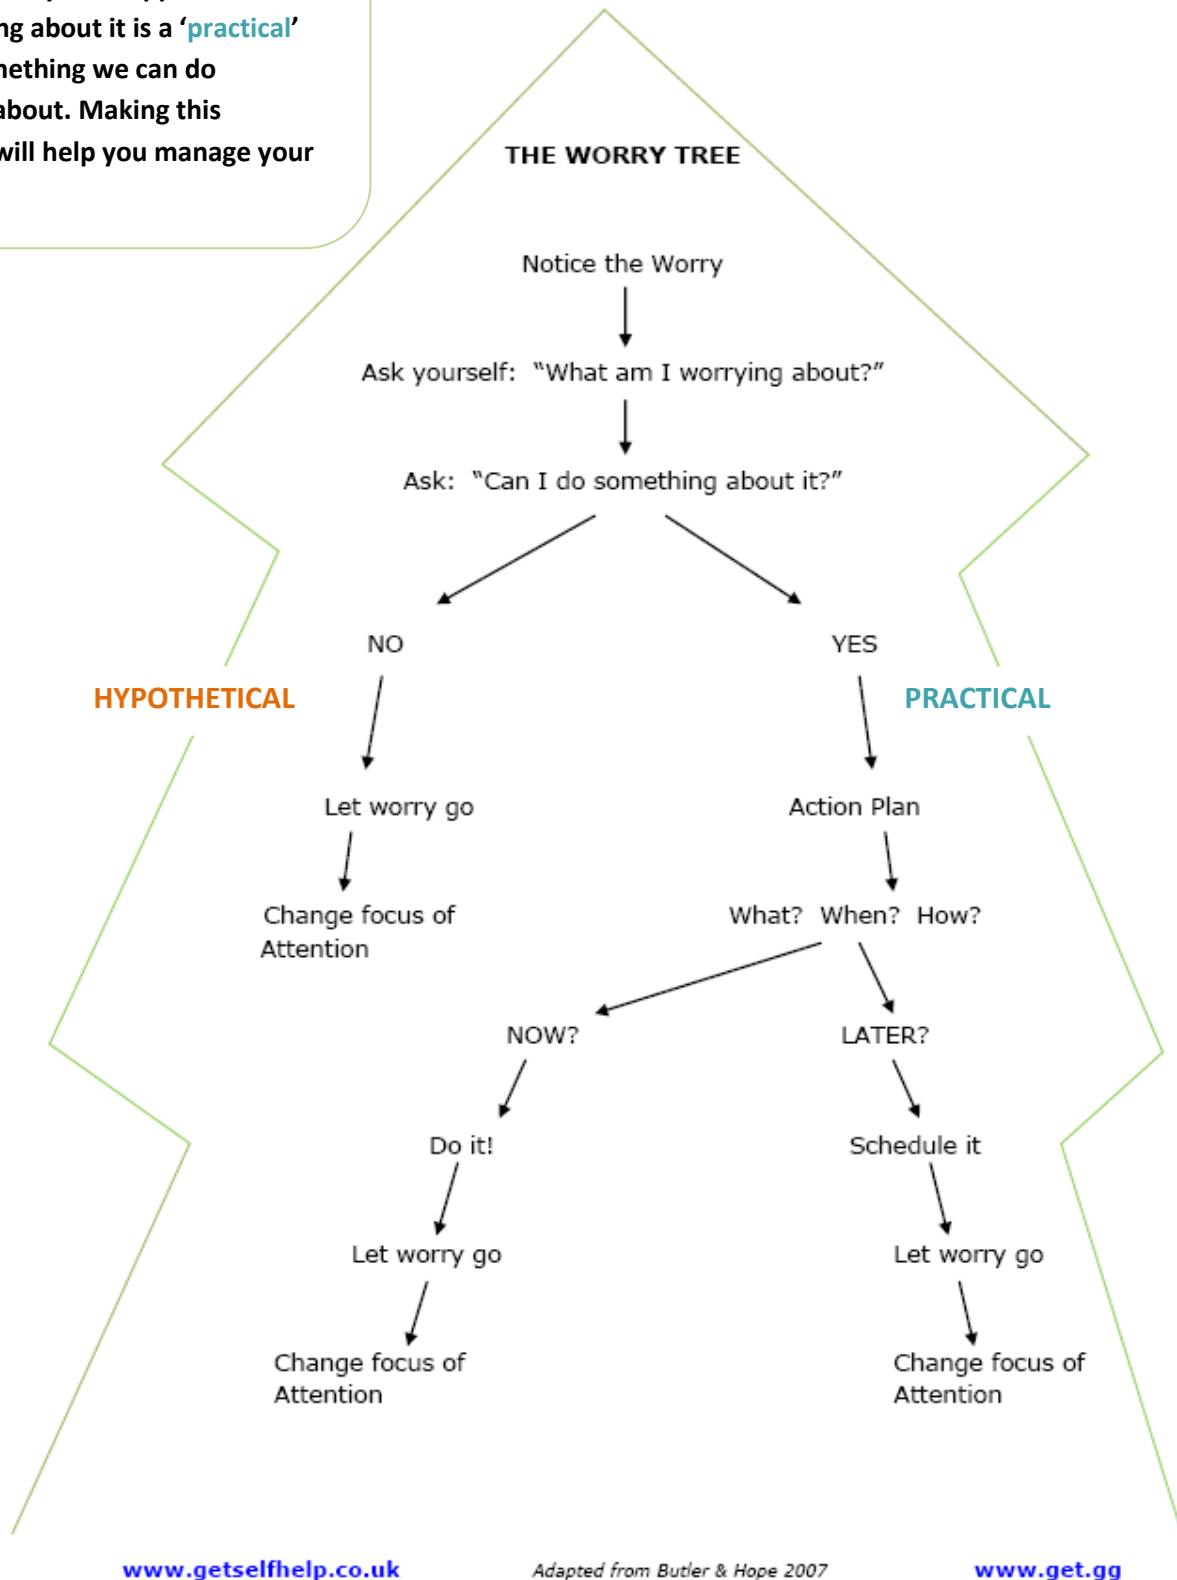 ng about it is a ‘practical’
nething we can do
about. Making this
will help you manage your
THE WORRY TREE
Notice the Worry
Ask yourself: “What am I worrying about?”
Ask: “Can I do something about it?”
NO
YES
HYPOTHETICAL
PRACTICAL
Let worry go
Action Plan
Change focus of
Attention
What? When? How?
NOW?
LATER?
Do it!
Schedule it
Let worry go
Let worry go
Change focus of
Attention
Change focus of
Attention
www.getselfhelp.co.uk
Adapted from Butler & Hope 2007
www.get.gg